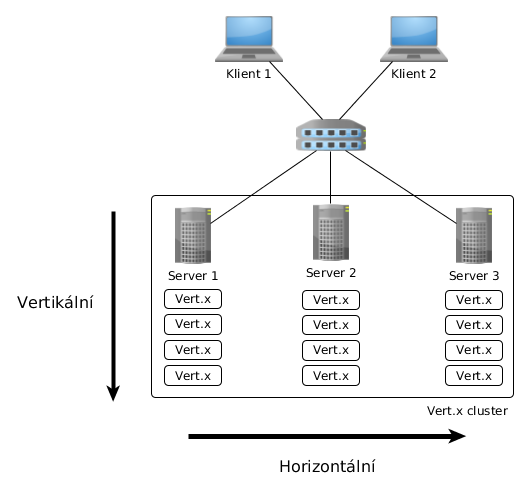 Klient 1
Klient 2
Server 1
Server 2
Server 3
Vert.x
Vert.x
Vert.x
Vertikální
Vert.x
Vert.x
Vert.x
Vert.x
Vert.x
Vert.x
Vert.x
Vert.x
Vert.x
Vert.x cluster
Horizontální